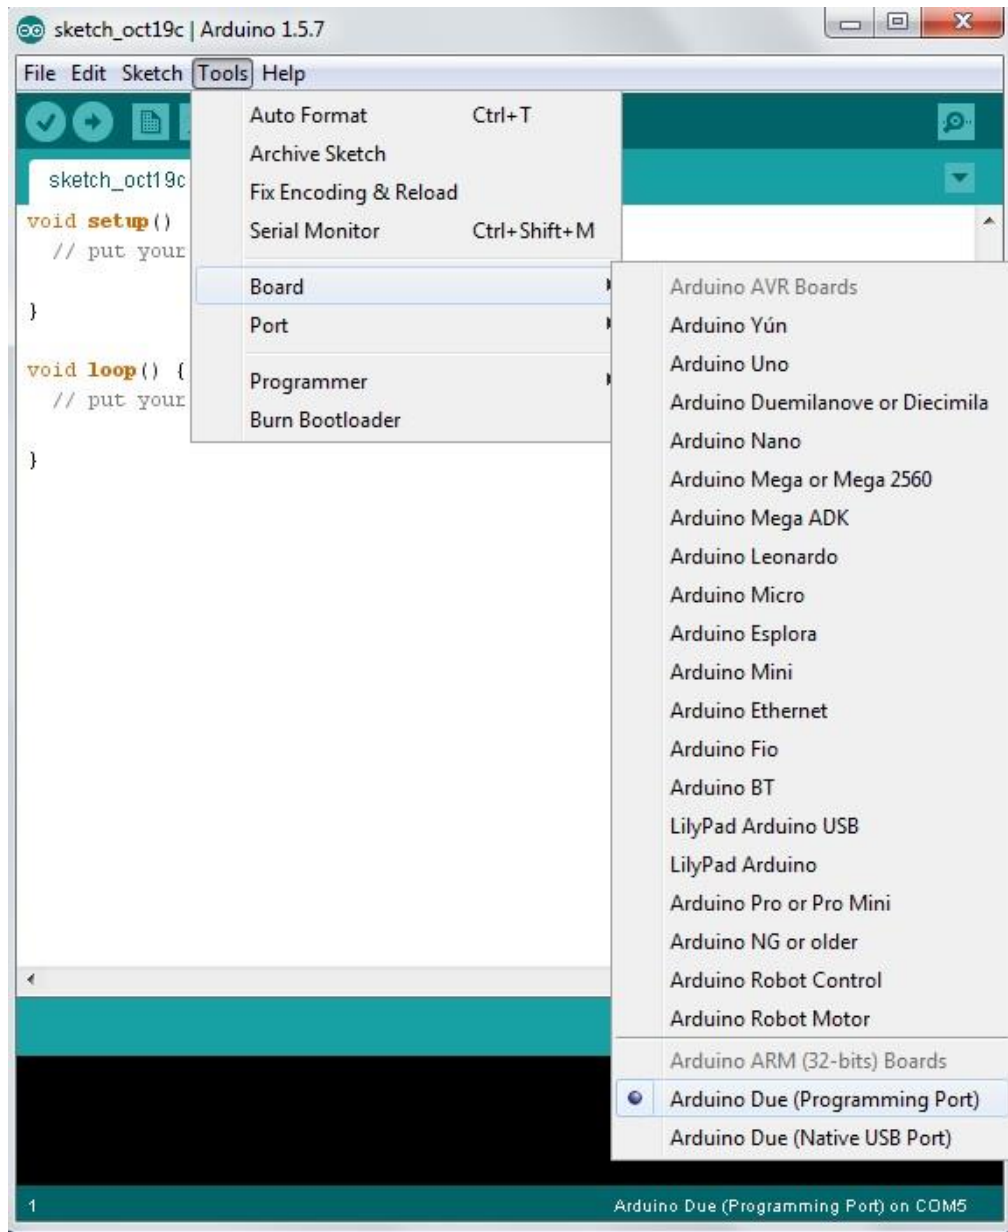 sketch_oct19c | Arduino 1.5.7
File Edit Sketch Tools Help
sketch_oct19c
void setup()
// put your
}
void loop() {
// put your
}
Auto Format Ctrl+T
Archive Sketch
Fix Encoding & Reload
Serial Monitor Ctrl+Shift+M
Board
Port
Programmer
Burn Bootloader
Arduino AVR Boards
Arduino Yún
Arduino Uno
Arduino Duemilanove or Diecimila
Arduino Nano
Arduino Mega or Mega 2560
Arduino Mega ADK
Arduino Leonardo
Arduino Micro
Arduino Esplora
Arduino Mini
Arduino Ethernet
Arduino Fio
Arduino BT
LilyPad Arduino USB
LilyPad Arduino
Arduino Pro or Pro Mini
Arduino NG or older
Arduino Robot Control
Arduino Robot Motor
Arduino ARM (32-bits) Boards
Arduino Due (Programming Port)
Arduino Due (Native USB Port)
1 Arduino Due (Programming Port) on COM5